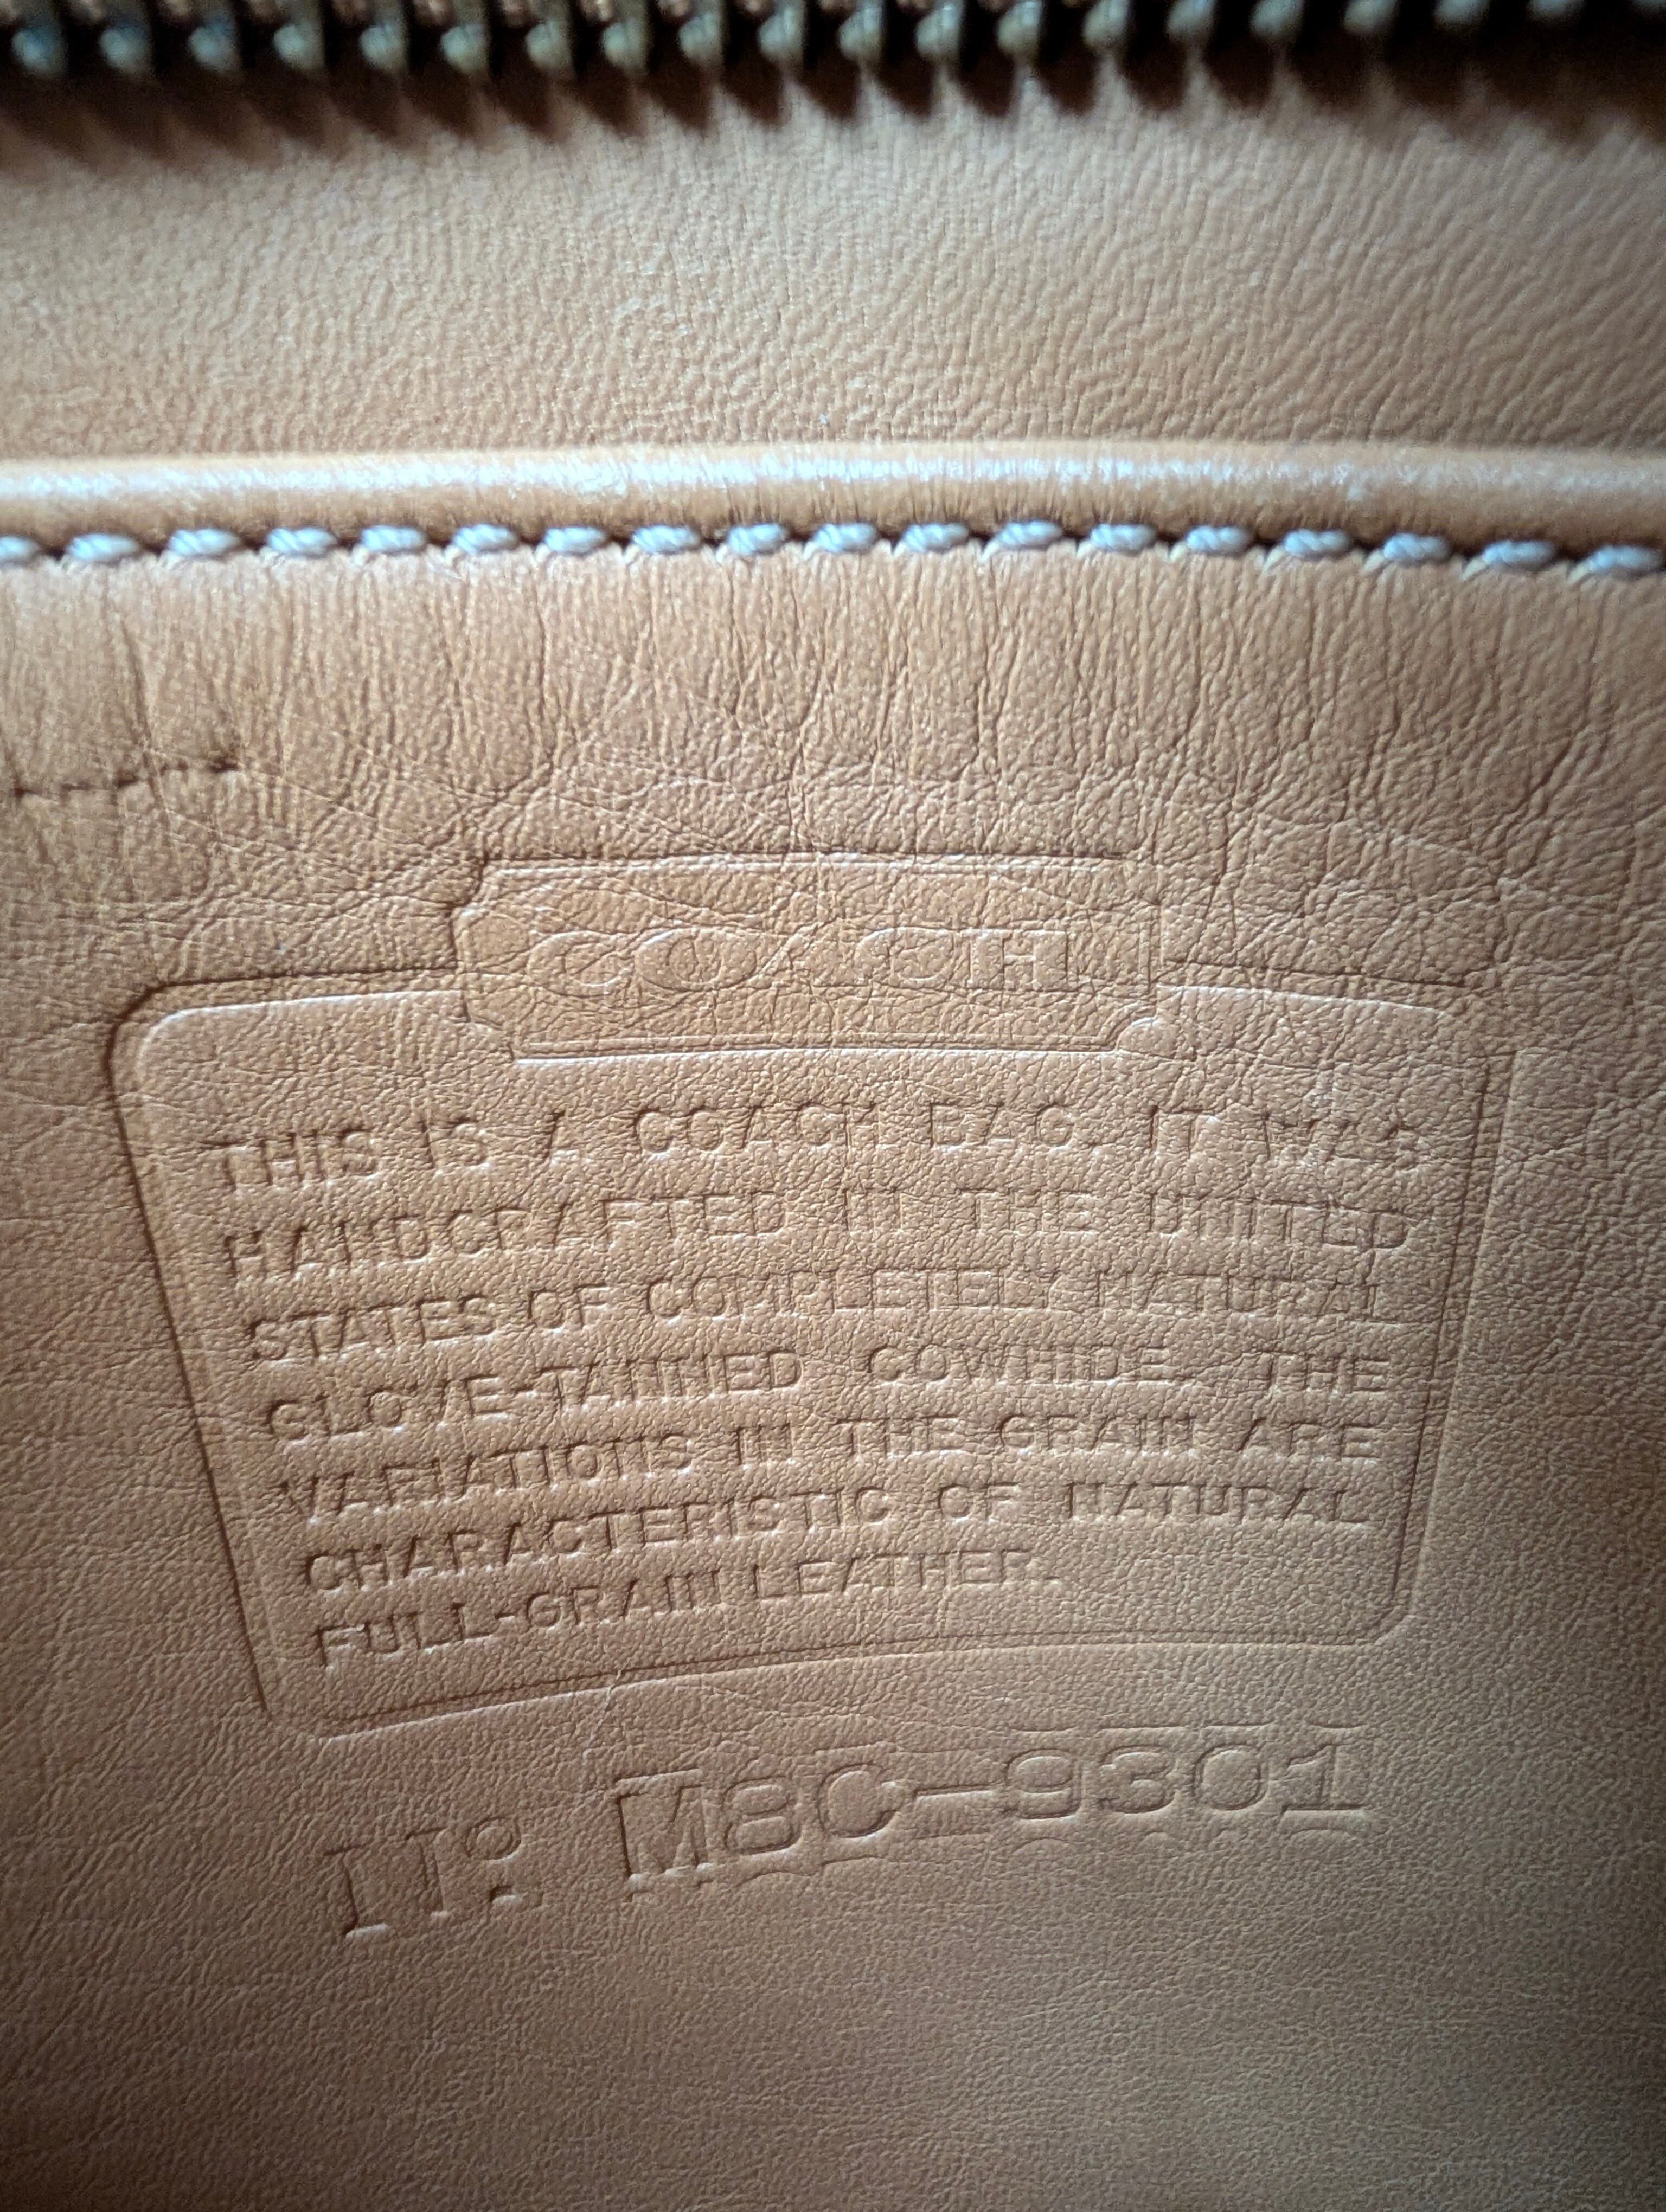 COACH
THIS IS A COACH BAG. IT WAS
HANDCRAFTED IN THE UNITED
STATES OF COMPLETELY NATURAL
GLOVE-TANNED COWHIDE. THE
VARIATIONS IN THE GRAIN ARE
CHARACTERISTIC OF NATURAL
FULL-GRAIN LEATHER.
Nº M8C-9301